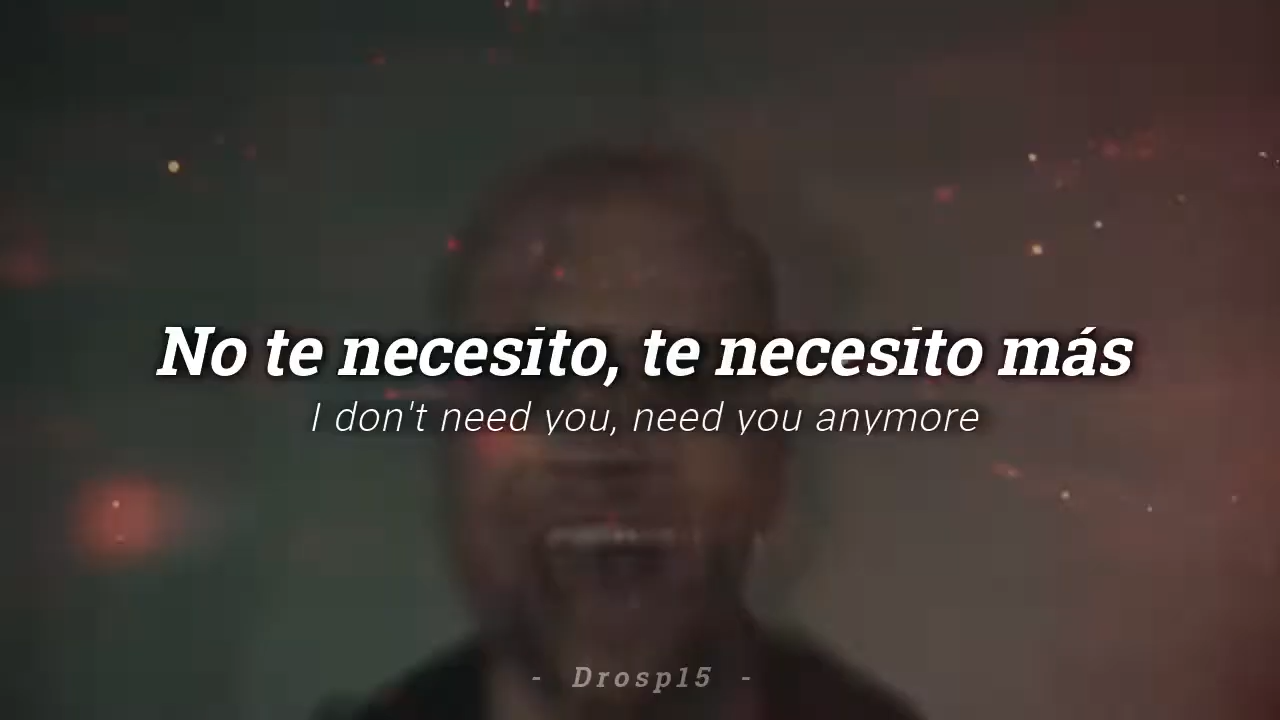 No te necesito, te necesito más
I don't need you, need you anymore
- Drosp15 -